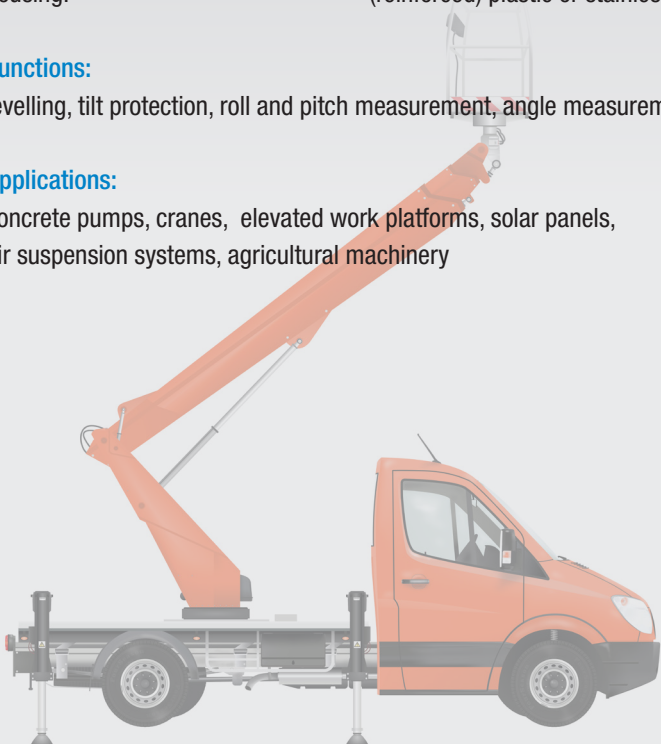 ousing: (reinforced) plastic or stainles
unctions:
evelling, tilt protection, roll and pitch measurement, angle measurem
pplications:
oncrete pumps, cranes, elevated work platforms, solar panels,
ir suspension systems, agricultural machinery